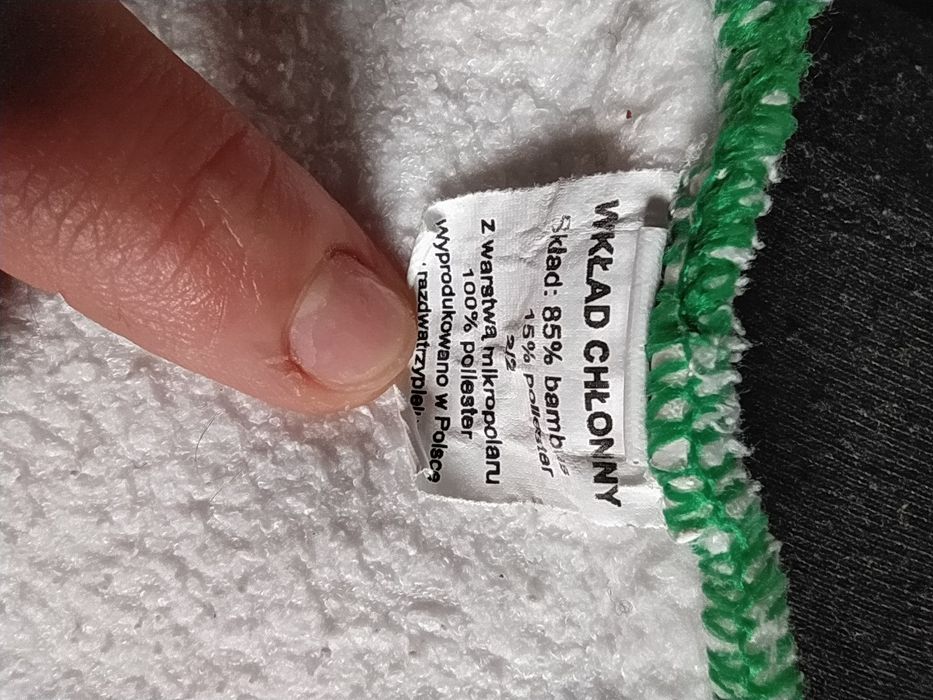 WKŁAD CHŁONNY
Skład: 85% bambus
15% poliester
2/2
z warstwą mikropolaru
100% poliester
Wyprodukowano w Polsce